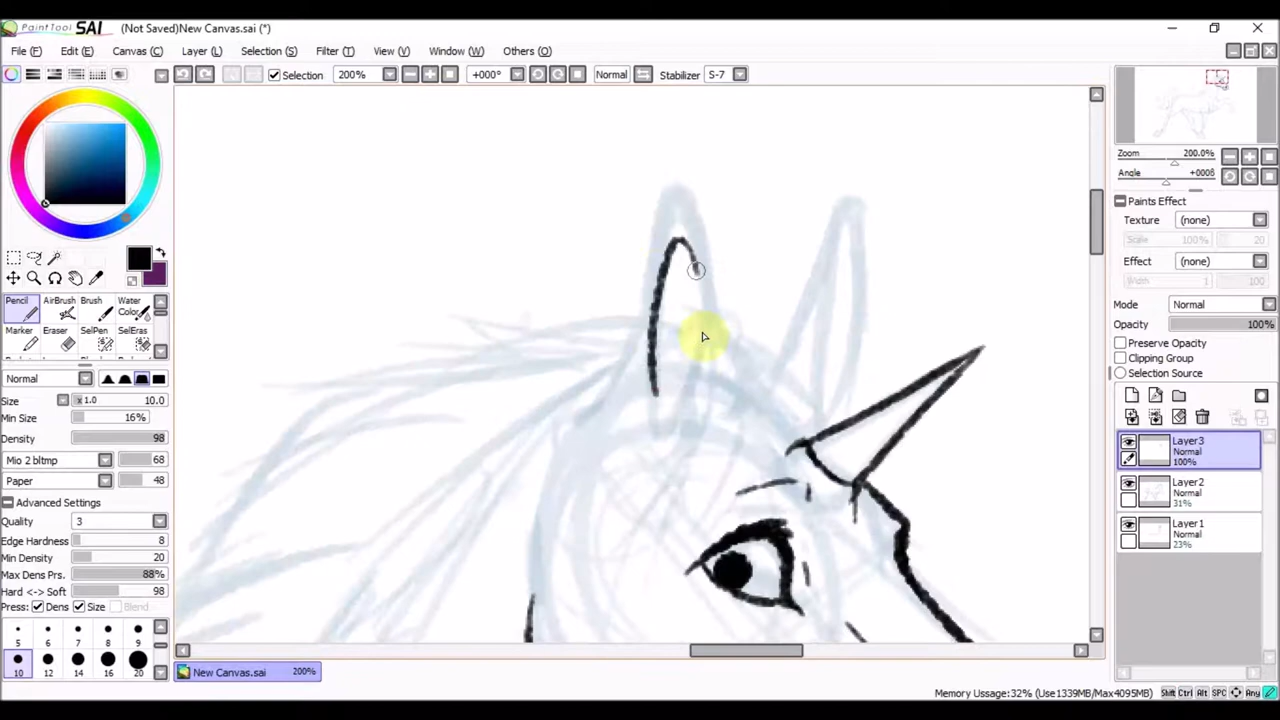 PaintTool SAI (Not Saved)New Canvas.sai (*)
File (F) Edit (E) Canvas (C) Layer (L) Selection (S) Filter (T) View (V) Window (W) Others (O)
Selection 200% +000° Normal Stabilizer S-7
Zoom 200.0%
Angle +0006
Paints Effect
Texture (none)
Scale 100% 20
Effect (none)
Width 1 100
Mode Normal
Opacity 100%
Preserve Opacity
Clipping Group
Selection Source
Layer3
Normal
100%
Layer2
Normal
31%
Layer1
Normal
23%
Pencil AirBrush Brush Water Color
Marker Eraser SelPen SelEras
Normal
Size x 1.0 10.0
Min Size 16%
Density 98
Mio 2 bltmp 68
Paper 48
Advanced Settings
Quality 3
Edge Hardness 8
Min Density 20
Max Dens Prs. 88%
Hard <-> Soft 98
Press: Dens Size Blend
5 6 7 8 9
10 12 14 16 20
New Canvas.sai 200%
Memory Ussage:32% (Use1339MB/Max4095MB) Shift Ctrl Alt SPC Any